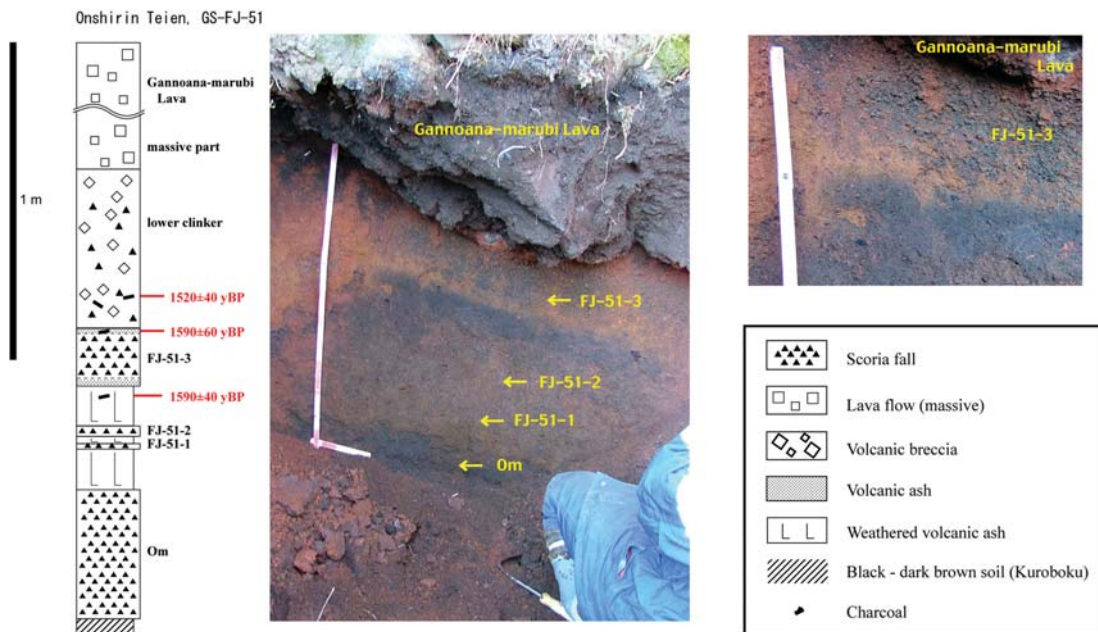 Onshirin Teien, GS-FJ-51
1 m
Gannoana-marubi
Lava
massive part
lower clinker
1520±40 yBP
1590±60 yBP
FJ-51-3
1590±40 yBP
FJ-51-2
FJ-51-1
Om
Gannoana-marubi Lava
← FJ-51-3
← FJ-51-2
← FJ-51-1
← Om
Gannoana-marubi
Lava
FJ-51-3
Scoria fall
Lava flow (massive)
Volcanic breccia
Volcanic ash
Weathered volcanic ash
Black - dark brown soil (Kuroboku)
Charcoal